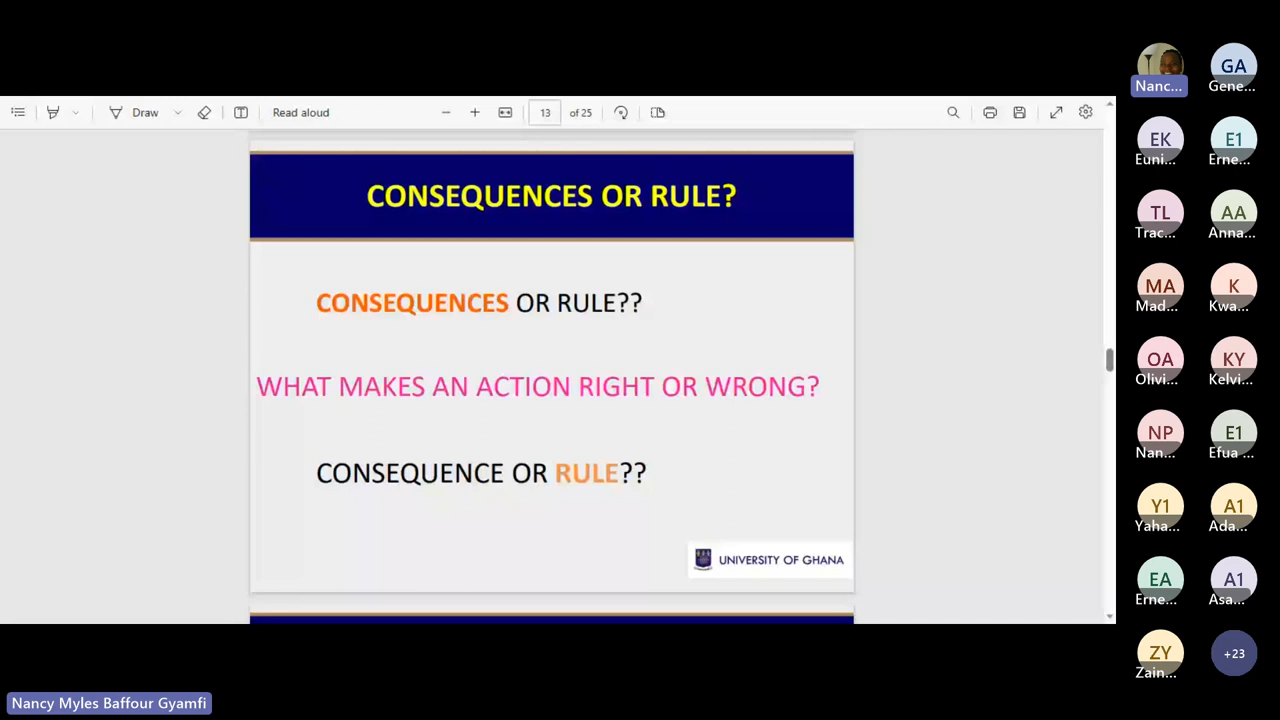 Draw
Read aloud
13
of 25
CONSEQUENCES OR RULE?
CONSEQUENCES OR RULE??
WHAT MAKES AN ACTION RIGHT OR WRONG?
CONSEQUENCE OR RULE??
UNIVERSITY OF GHANA
Nancy Myles Baffour Gyamfi
Nanc...
GA
Gene...
EK
Euni...
E1
Erne...
TL
Trac...
AA
Anna...
MA
Mad...
K
Kwa...
OA
Olivi...
KY
Kelvi...
NP
Nan...
E1
Efua ...
Y1
Yaha...
A1
Ada...
EA
Erne...
A1
Asa...
ZY
Zain...
+23